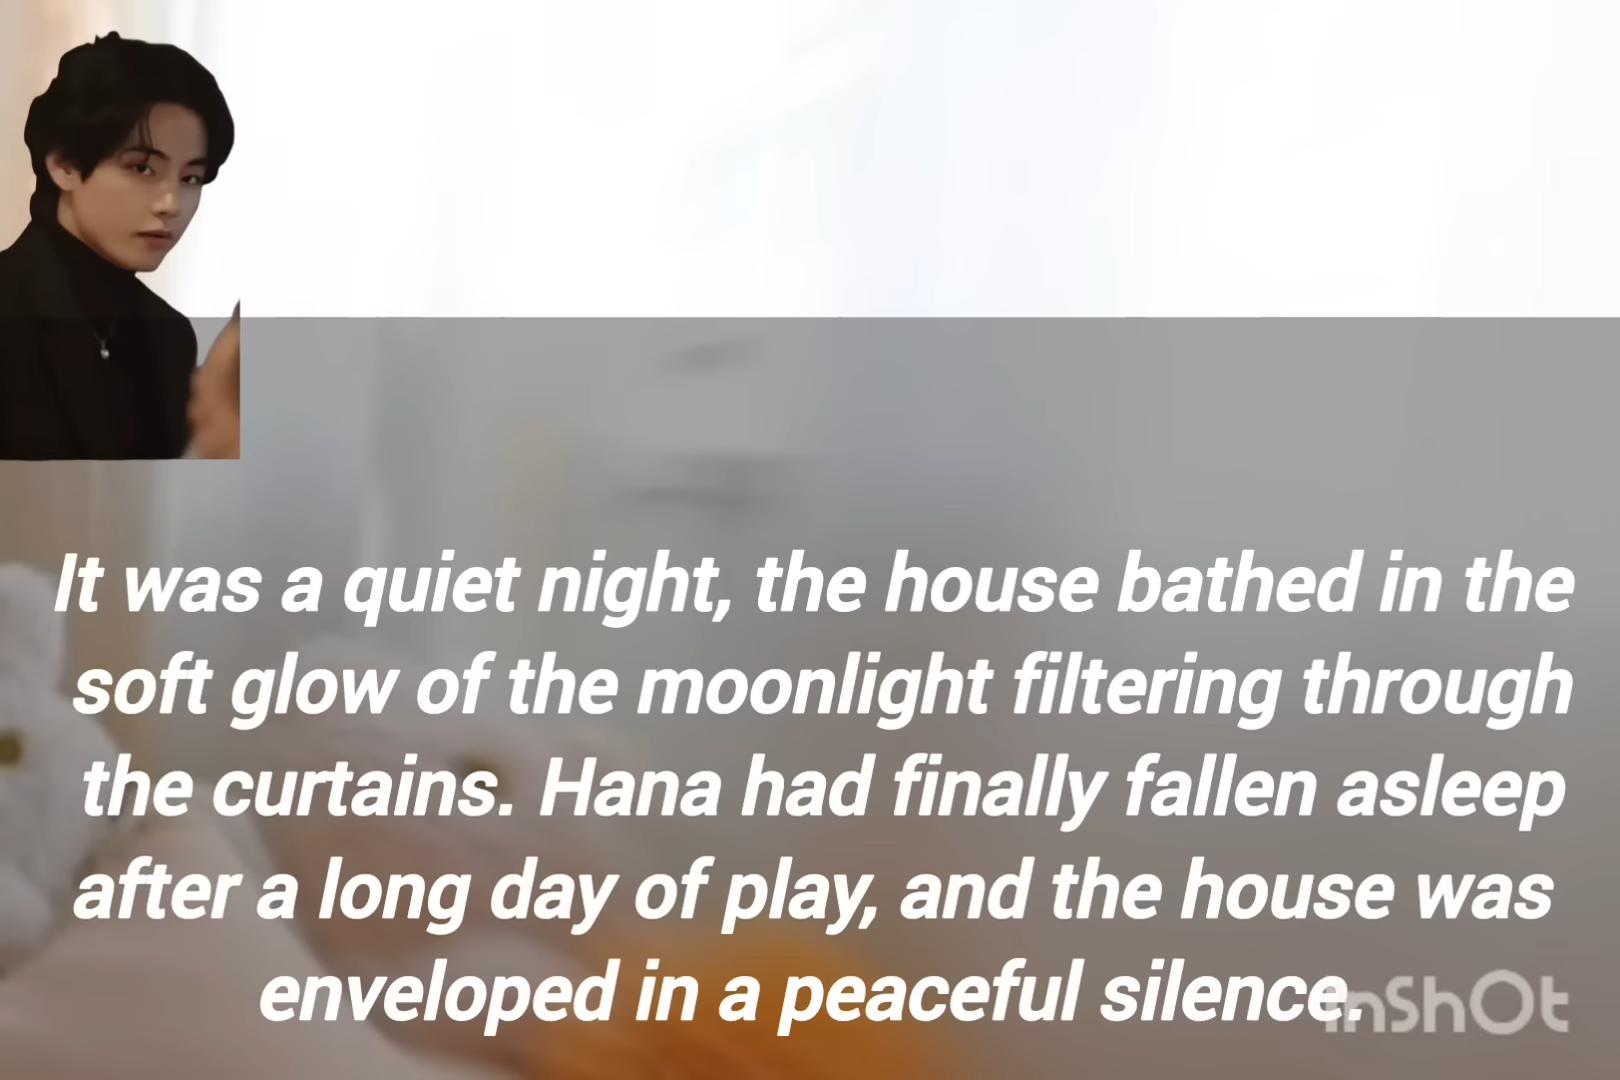 It was a quiet night, the house bathed in the
soft glow of the moonlight filtering through
the curtains. Hana had finally fallen asleep
after a long day of play, and the house was
enveloped in a peaceful silence.
InShOt